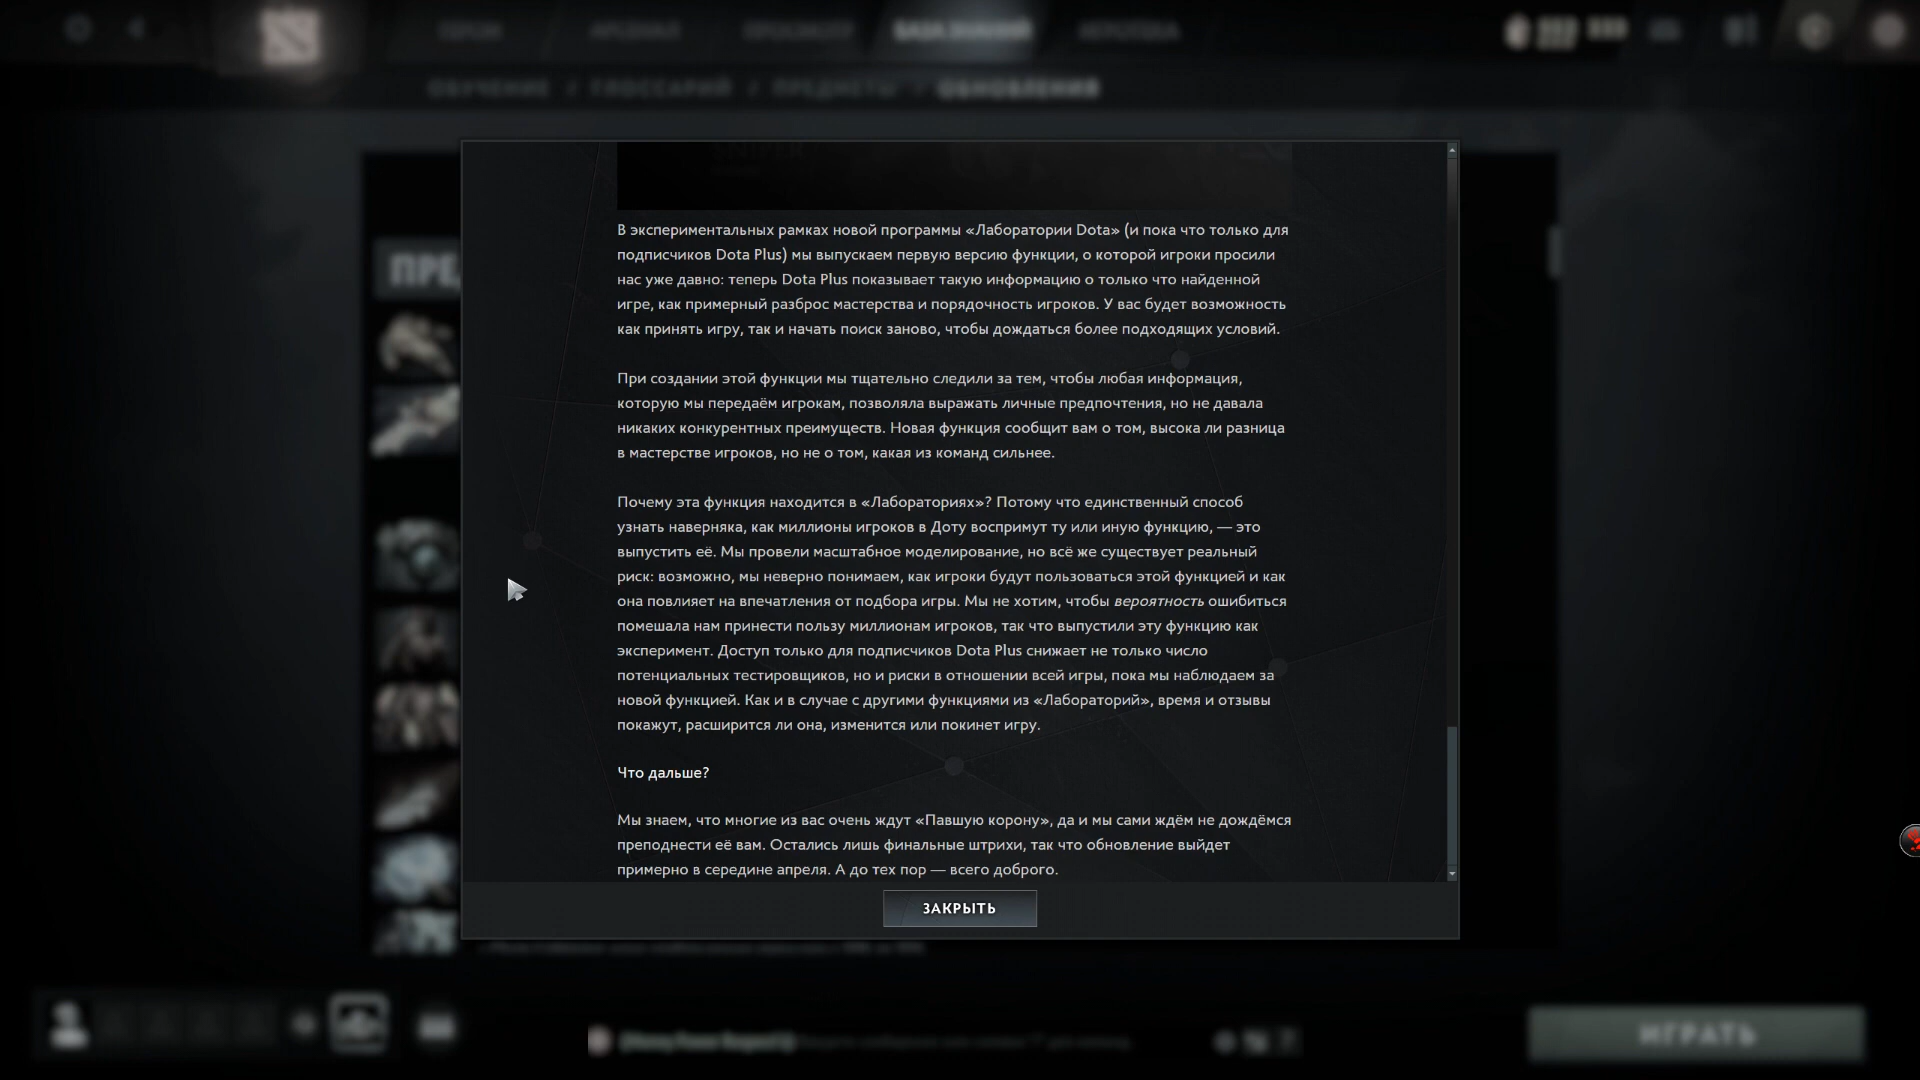 БАЗА ЗНАНИЙ
ОБУЧЕНИЕ / ГЛОССАРИЙ / ПРЕДМЕТЫ / ОБНОВЛЕНИЯ
В экспериментальных рамках новой программы «Лаборатории Dota» (и пока что только для
подписчиков Dota Plus) мы выпускаем первую версию функции, о которой игроки просили
нас уже давно: теперь Dota Plus показывает такую информацию о только что найденной
игре, как примерный разброс мастерства и порядочность игроков. У вас будет возможность
как принять игру, так и начать поиск заново, чтобы дождаться более подходящих условий.
При создании этой функции мы тщательно следили за тем, чтобы любая информация,
которую мы передаём игрокам, позволяла выражать личные предпочтения, но не давала
никаких конкурентных преимуществ. Новая функция сообщит вам о том, высока ли разница
в мастерстве игроков, но не о том, какая из команд сильнее.
Почему эта функция находится в «Лабораториях»? Потому что единственный способ
узнать наверняка, как миллионы игроков в Доту воспримут ту или иную функцию, — это
выпустить её. Мы провели масштабное моделирование, но всё же существует реальный
риск: возможно, мы неверно понимаем, как игроки будут пользоваться этой функцией и как
она повлияет на впечатления от подбора игры. Мы не хотим, чтобы вероятность ошибиться
помешала нам принести пользу миллионам игроков, так что выпустили эту функцию как
эксперимент. Доступ только для подписчиков Dota Plus снижает не только число
потенциальных тестировщиков, но и риски в отношении всей игры, пока мы наблюдаем за
новой функцией. Как и в случае с другими функциями из «Лабораторий», время и отзывы
покажут, расширится ли она, изменится или покинет игру.
Что дальше?
Мы знаем, что многие из вас очень ждут «Павшую корону», да и мы сами ждём не дождёмся
преподнести её вам. Остались лишь финальные штрихи, так что обновление выйдет
примерно в середине апреля. А до тех пор — всего доброго.
ЗАКРЫТЬ
ИГРАТЬ